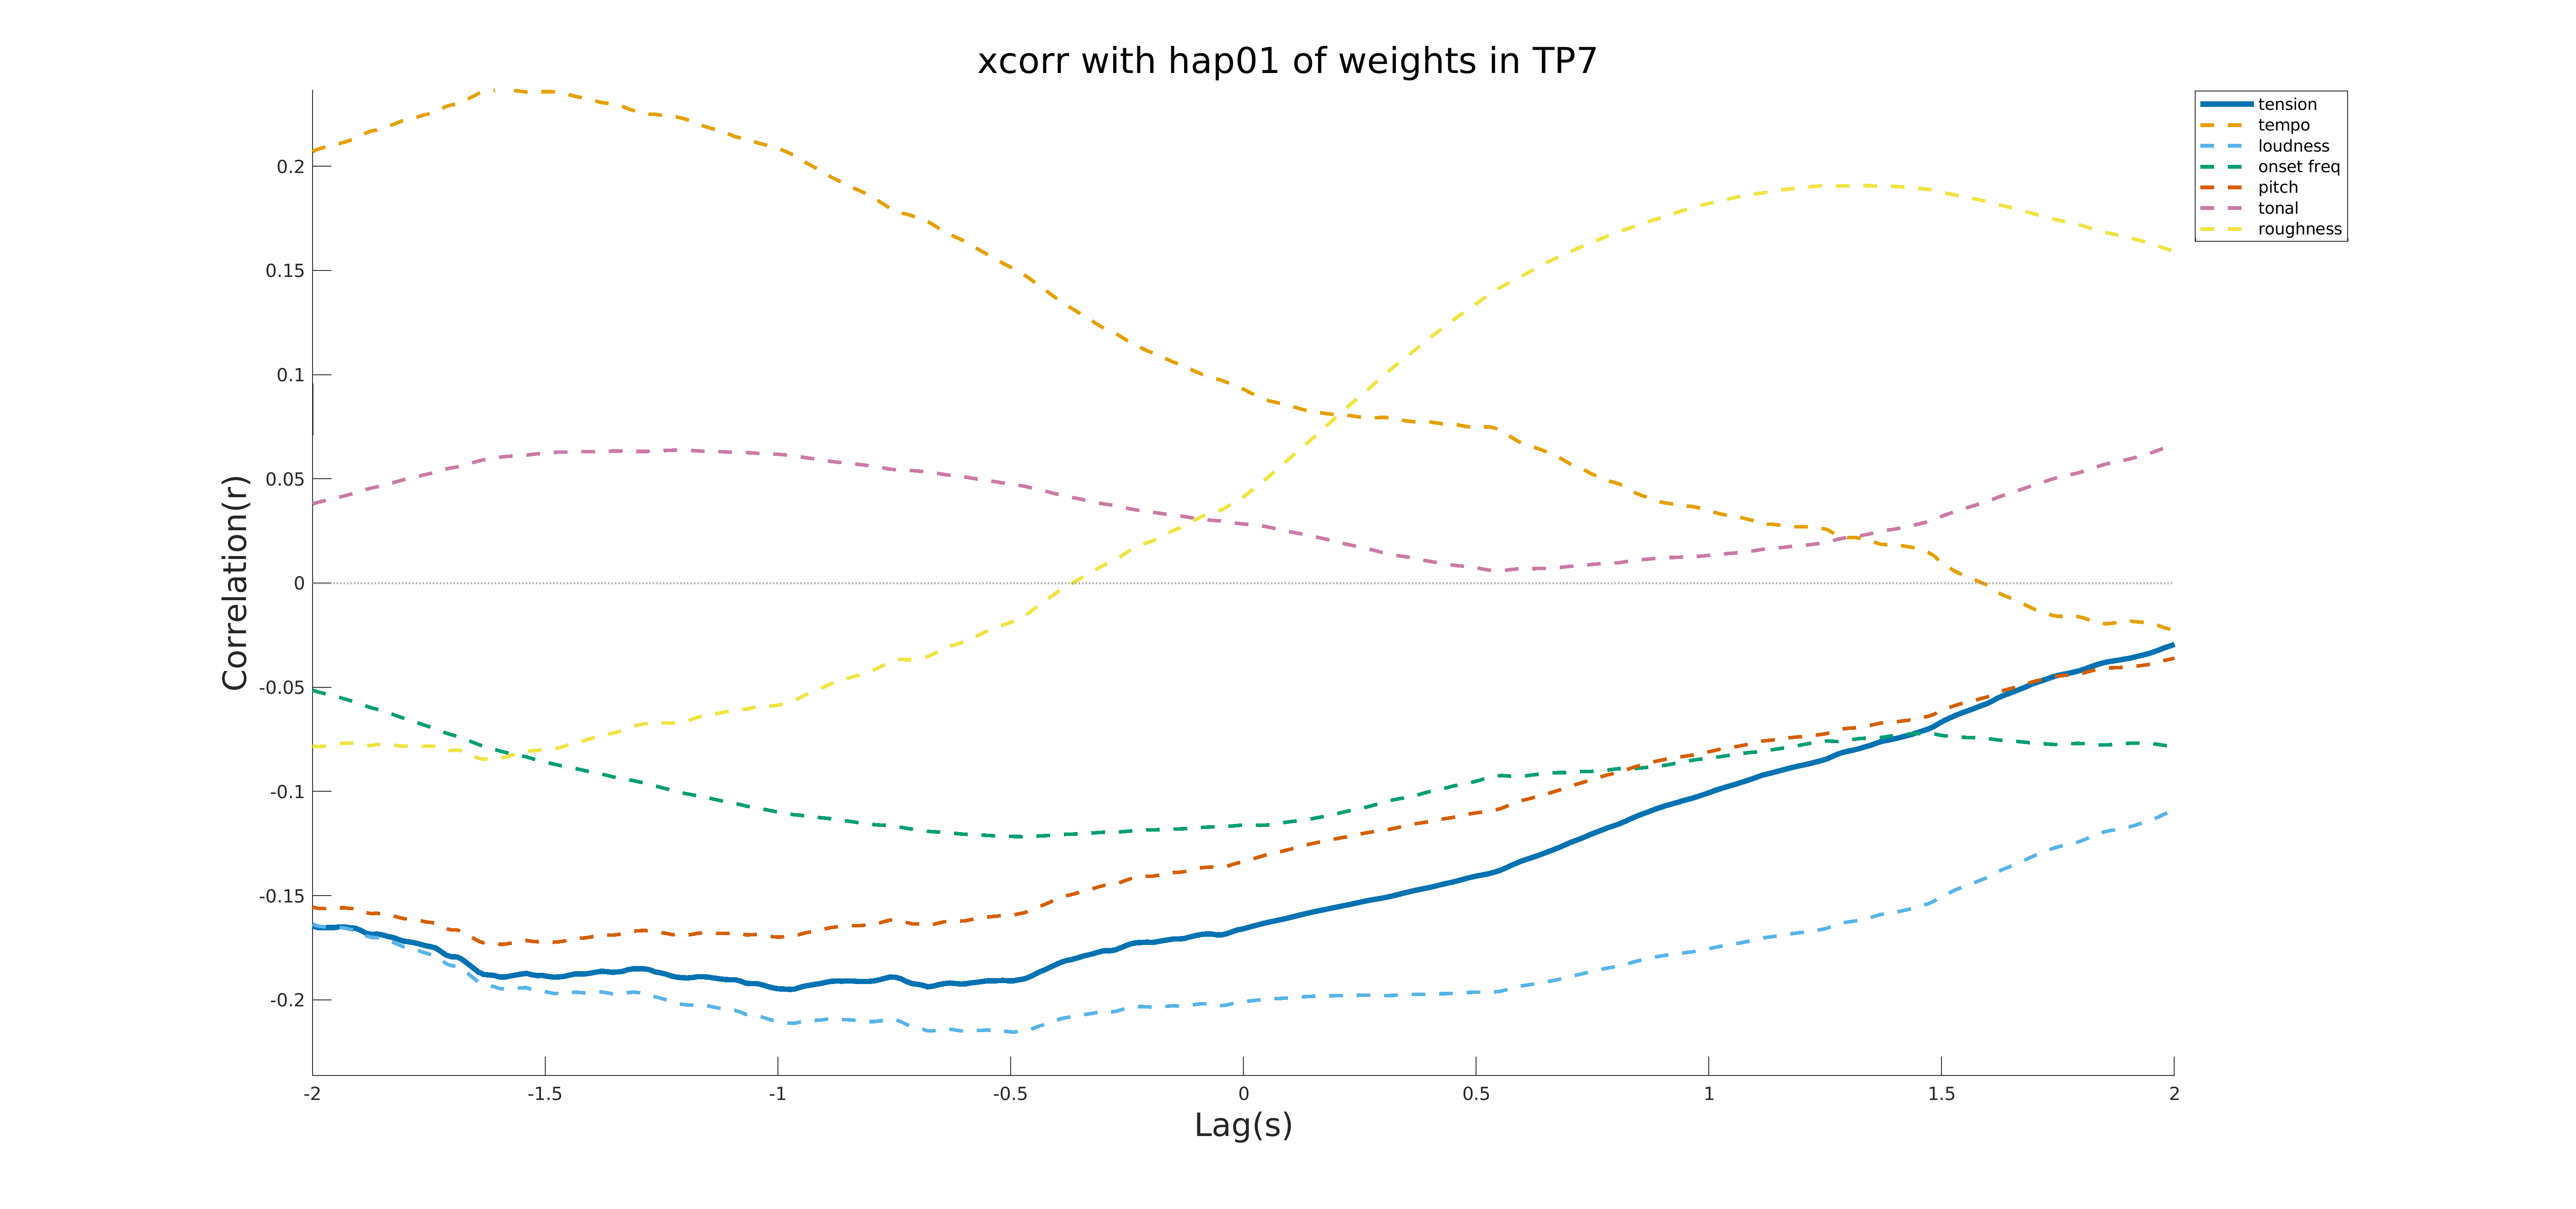 xcorr with hap01 of weights in TP7
tension
tempo
loudness
onset freq
pitch
tonal
roughness
Correlation(r)
0.2
0.15
0.1
0.05
0
-0.05
-0.1
-0.15
-0.2
-2
-1.5
-1
-0.5
0
0.5
1
1.5
2
Lag(s)